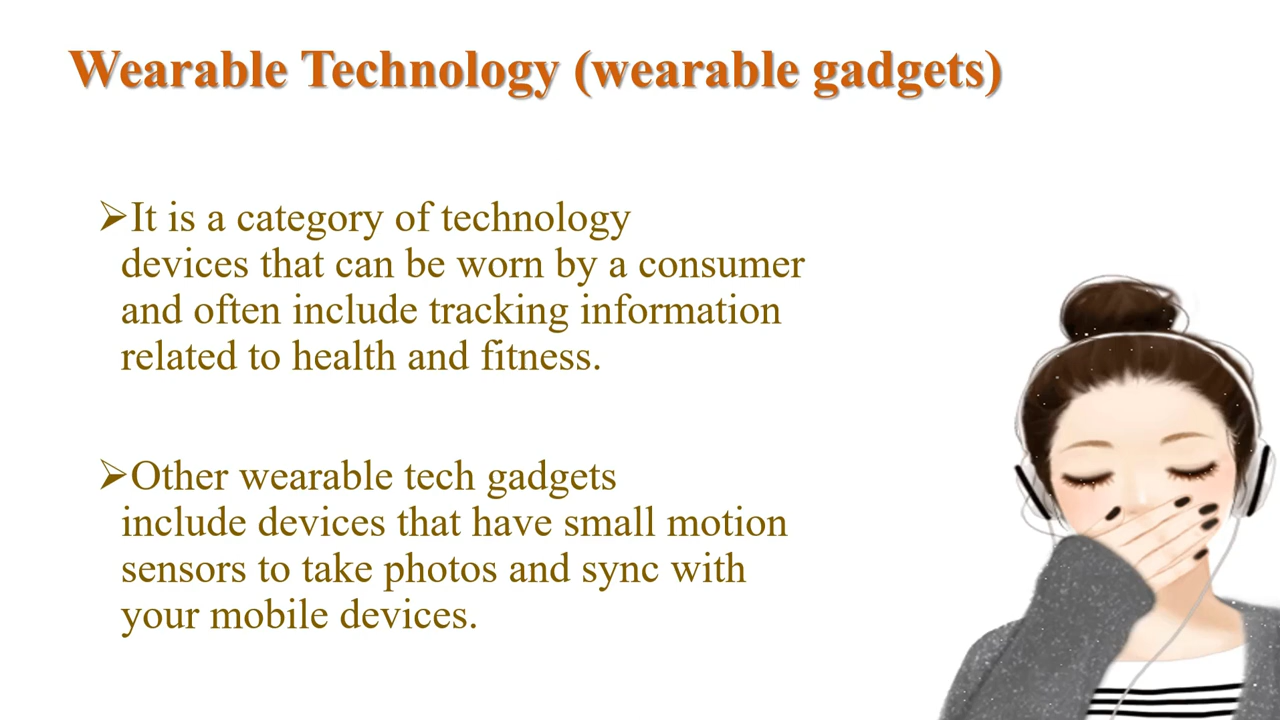 Wearable Technology (wearable gadgets)
➢It is a category of technology
devices that can be worn by a consumer
and often include tracking information
related to health and fitness.
➢Other wearable tech gadgets
include devices that have small motion
sensors to take photos and sync with
your mobile devices.